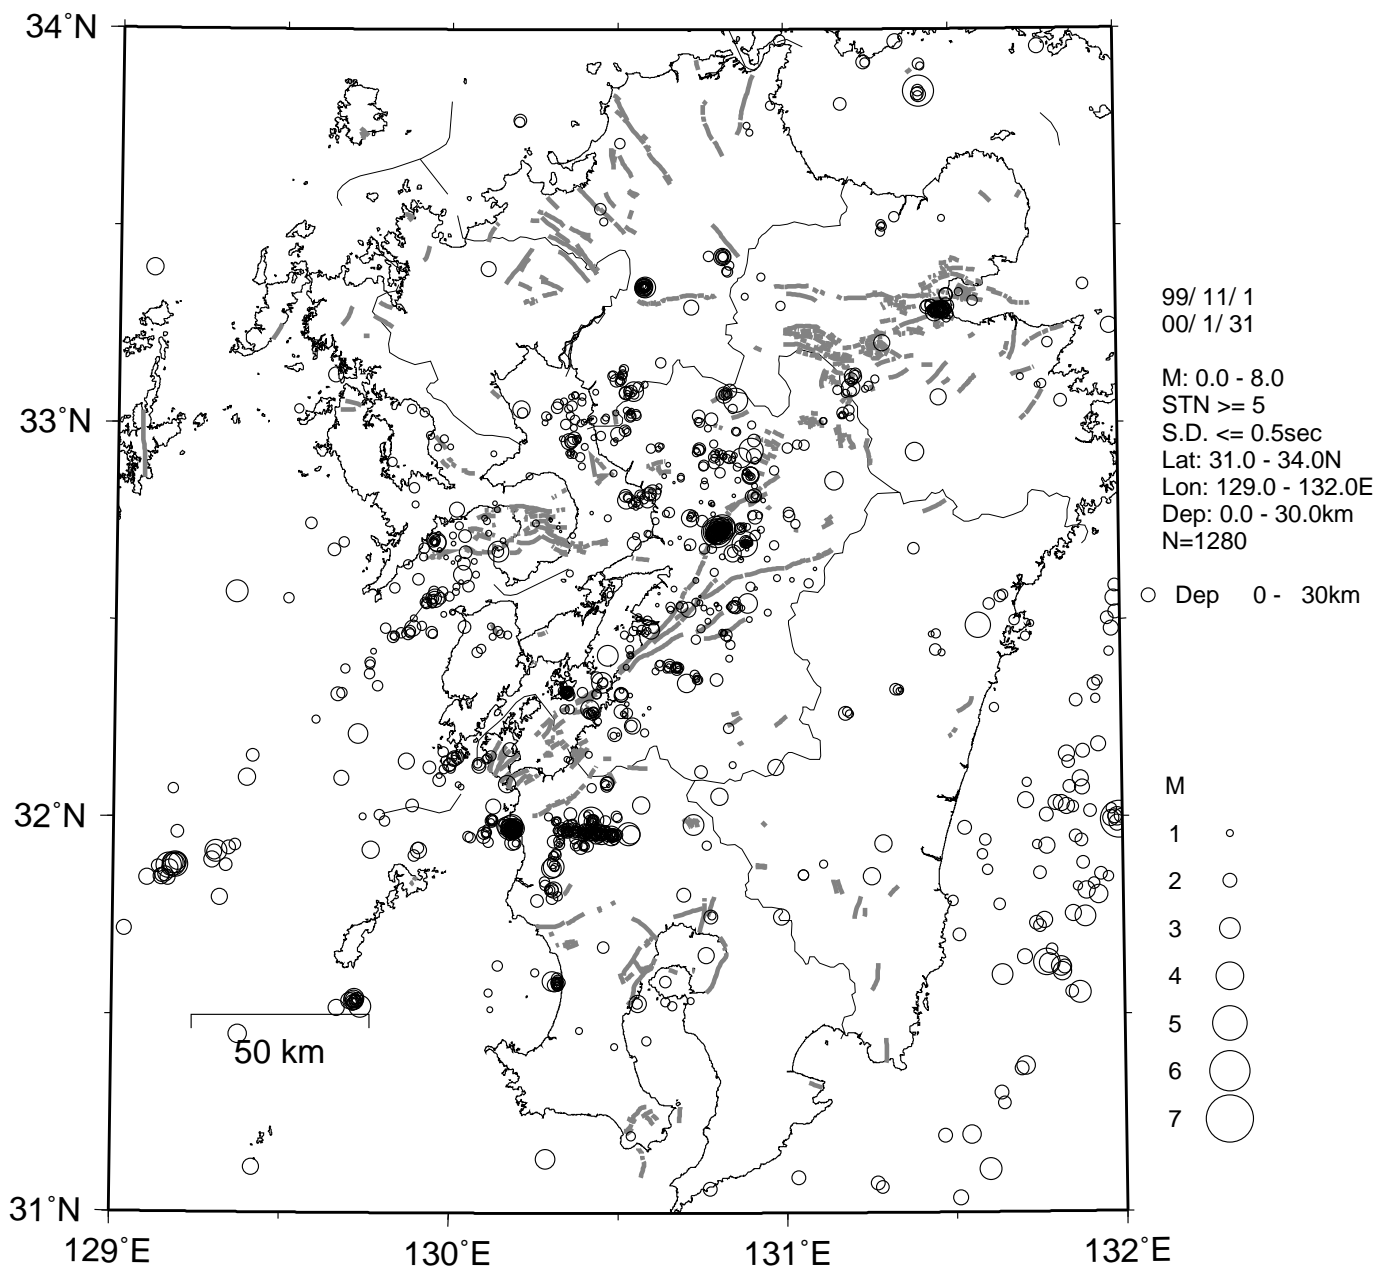 34°N
33°N
32°N
31°N
129°E
130°E
131°E
132°E
50 km
99/ 11/ 1
00/ 1/ 31
M: 0.0 - 8.0
STN >= 5
S.D. <= 0.5sec
Lat: 31.0 - 34.0N
Lon: 129.0 - 132.0E
Dep: 0.0 - 30.0km
N=1280
Dep 0 - 30km
M
1
2
3
4
5
6
7